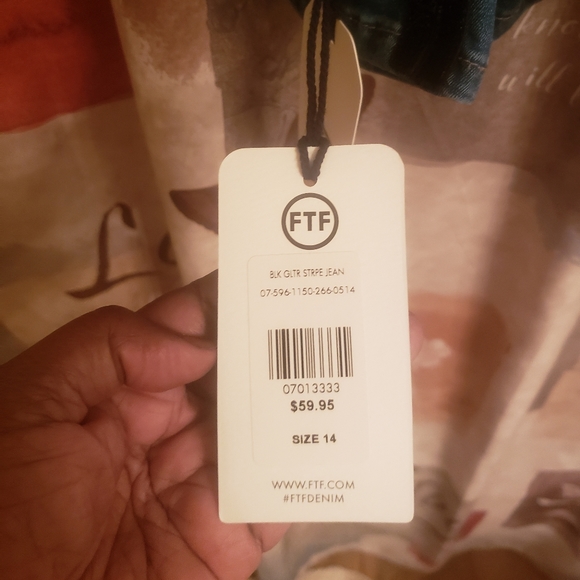 FTF
BLK GLTR STRPE JEAN
07-596-1150-266-0514
07013333
$59.95
SIZE 14
WWW.FTF.COM
#FTFDENIM
will